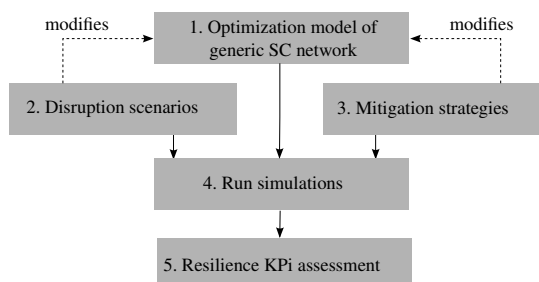 modifies
modifies
1. Optimization model of
generic SC network
2. Disruption scenarios
3. Mitigation strategies
4. Run simulations
5. Resilience KPi assessment